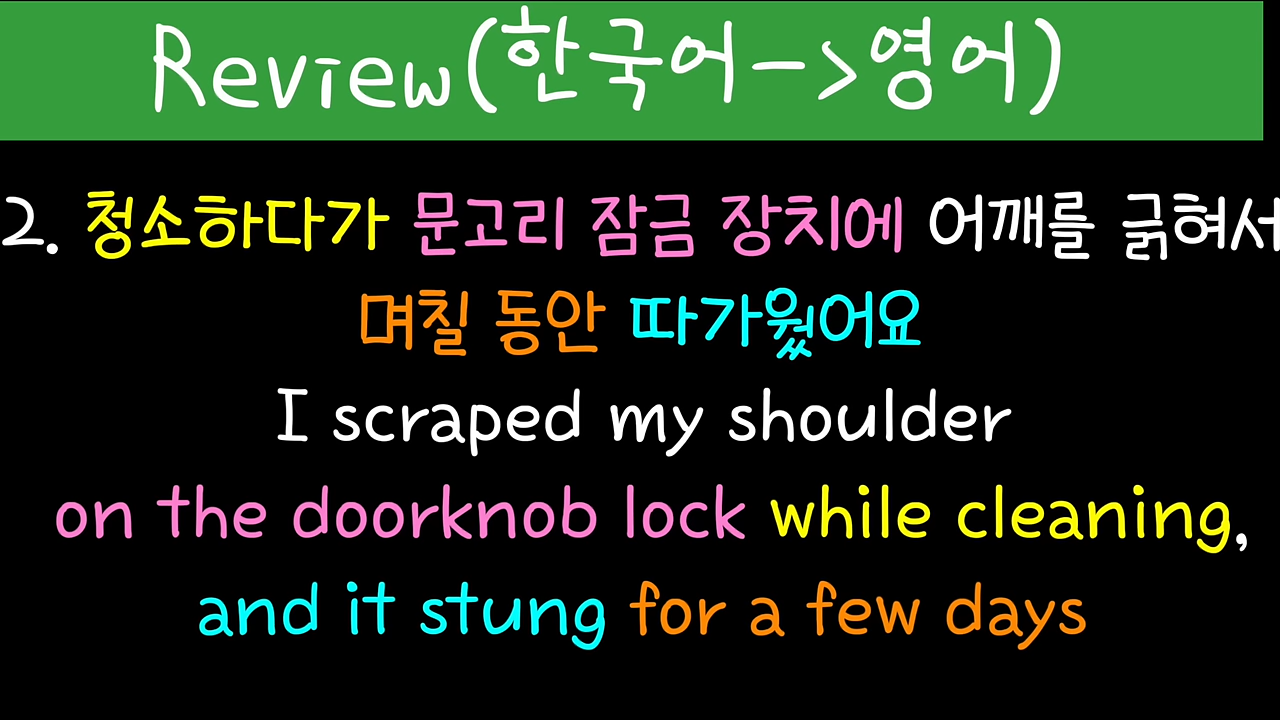 Review(한국어->영어)
2. 청소하다가 문고리 잠금 장치에 어깨를 긁혀서
며칠 동안 따가웠어요
I scraped my shoulder
on the doorknob lock while cleaning,
and it stung for a few days